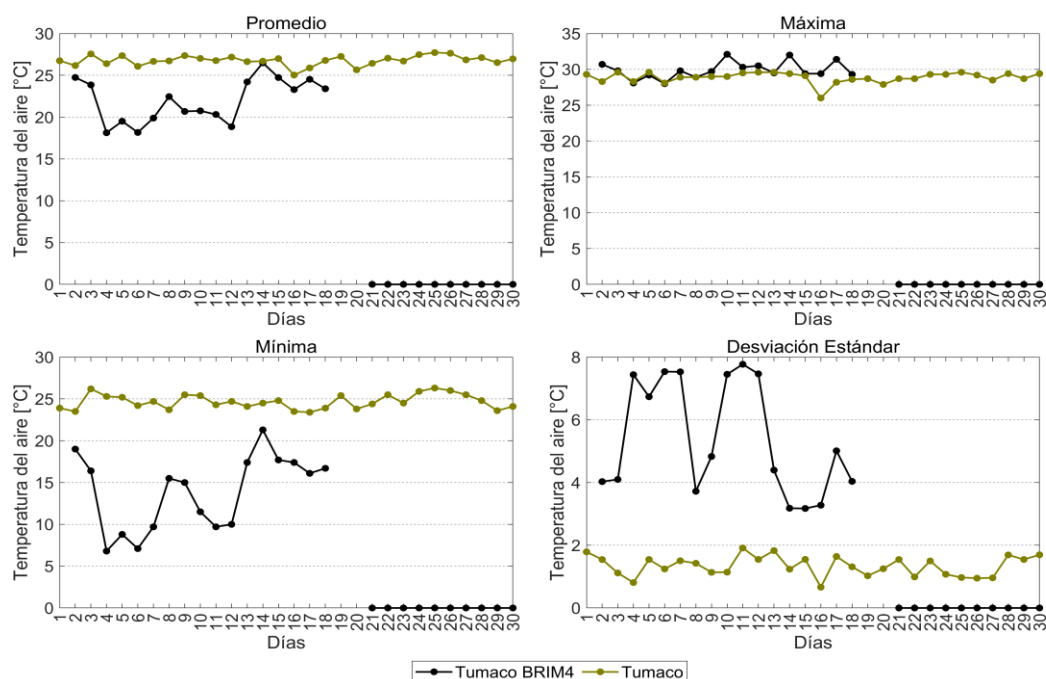 Promedio
Temperatura del aire [°C]
30
25
20
15
10
5
0
1 2 3 4 5 6 7 8 9 10 11 12 13 14 15 16 17 18 19 20 21 22 23 24 25 26 27 28 29 30
Días
Máxima
Temperatura del aire [°C]
35
30
25
20
15
10
5
0
1 2 3 4 5 6 7 8 9 10 11 12 13 14 15 16 17 18 19 20 21 22 23 24 25 26 27 28 29 30
Días
Mínima
Temperatura del aire [°C]
30
25
20
15
10
5
0
1 2 3 4 5 6 7 8 9 10 11 12 13 14 15 16 17 18 19 20 21 22 23 24 25 26 27 28 29 30
Días
Desviación Estándar
Temperatura del aire [°C]
8
6
4
2
0
1 2 3 4 5 6 7 8 9 10 11 12 13 14 15 16 17 18 19 20 21 22 23 24 25 26 27 28 29 30
Días
Tumaco BRIM4 Tumaco